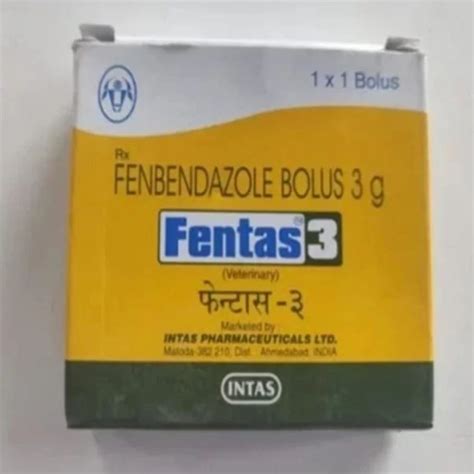 1 x 1 Bolus
Rx
FENBENDAZOLE BOLUS 3 g
Fentas 3
(Veterinary)
फेन्टास -३
Marketed by
INTAS PHARMACEUTICALS LTD.
Matoda-382 210, Dist. Ahmedabad, INDIA
INTAS